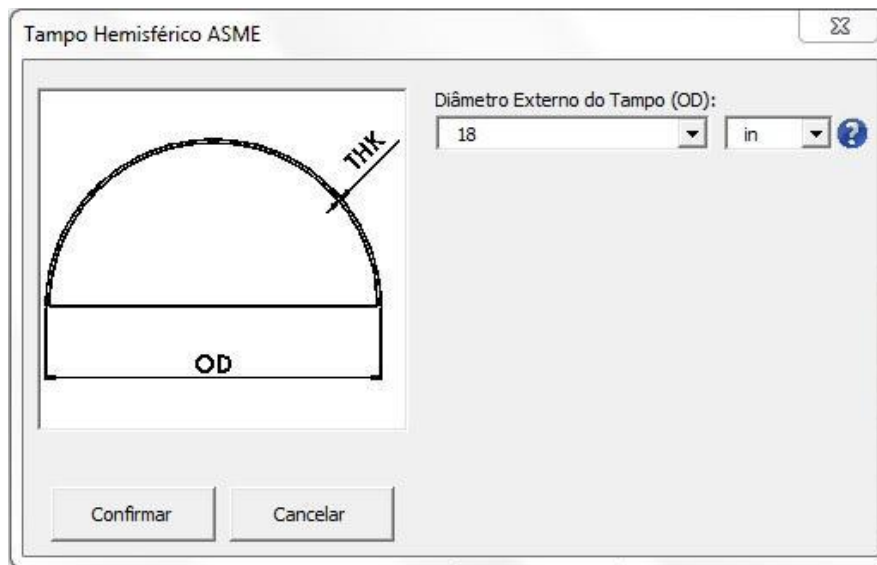 Tampo Hemisférico ASME
Diâmetro Externo do Tampo (OD):
18
in
?
THK
OD
Confirmar
Cancelar